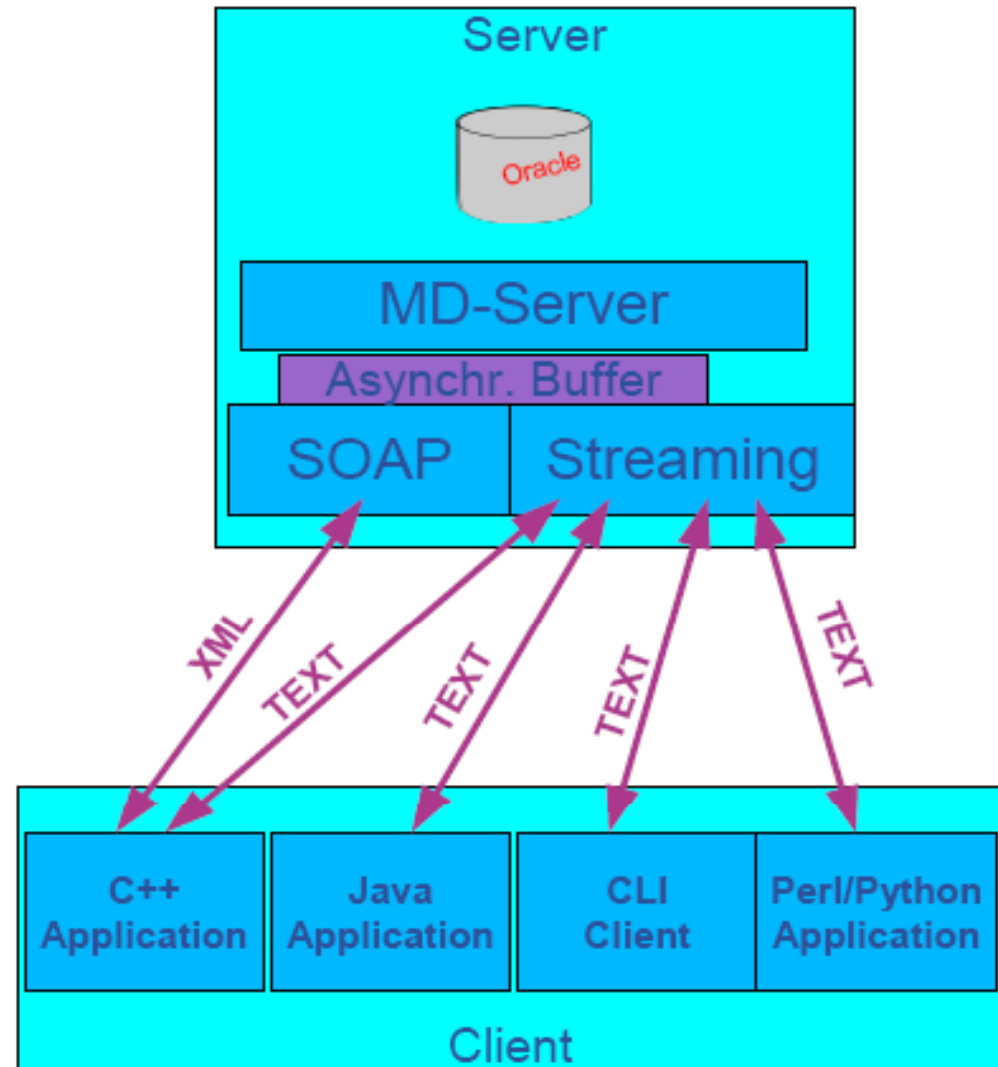 Server
Oracle
MD-Server
Asynchr. Buffer
SOAP
Streaming
XML
TEXT
TEXT
TEXT
TEXT
C++
Application
Java
Application
CLI
Client
Perl/Python
Application
Client